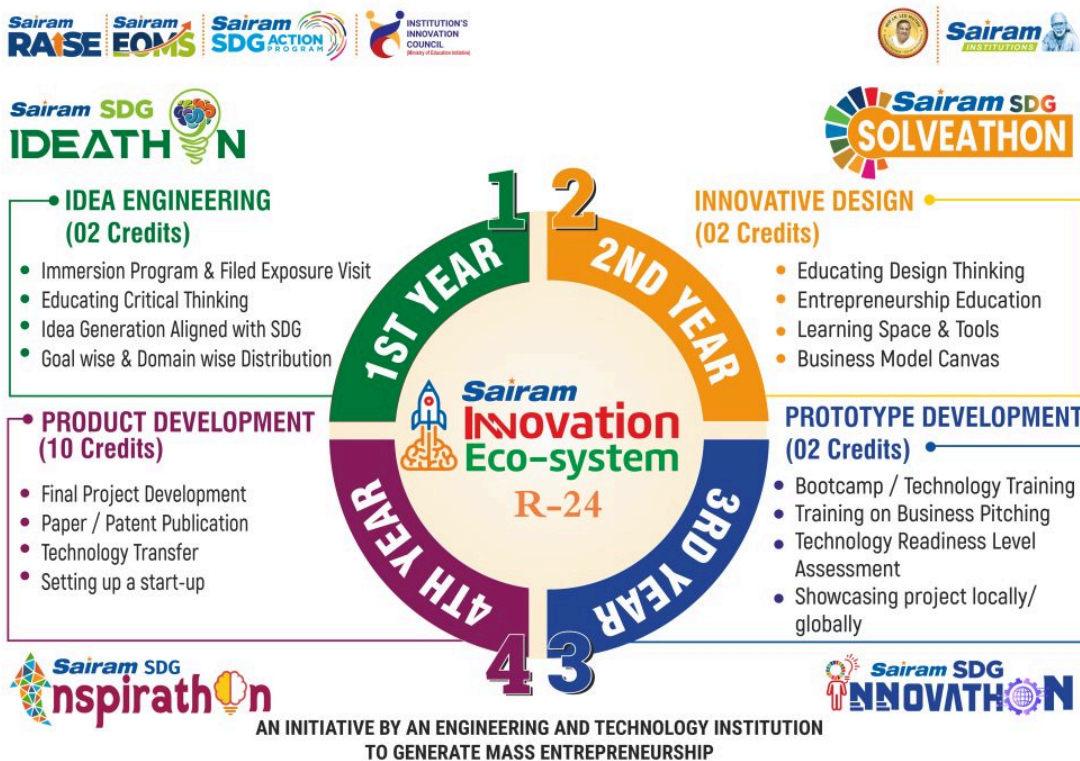 Sairam
RAISE
Sairam
EOMS
Sairam
SDG ACTION
PROGRAM
INSTITUTION'S
INNOVATION
COUNCIL
(Ministry of Education Initiative)
Sairam
INSTITUTIONS
Sairam SDG
IDEATHON
Sairam SDG
SOLVEATHON
1
IDEA ENGINEERING
(02 Credits)
Immersion Program & Filed Exposure Visit
Educating Critical Thinking
Idea Generation Aligned with SDG
Goal wise & Domain wise Distribution
1ST YEAR
2
INNOVATIVE DESIGN
(02 Credits)
Educating Design Thinking
Entrepreneurship Education
Learning Space & Tools
Business Model Canvas
2ND YEAR
Sairam
Innovation
Eco-system
R-24
PRODUCT DEVELOPMENT
(10 Credits)
Final Project Development
Paper / Patent Publication
Technology Transfer
Setting up a start-up
4TH YEAR
4
PROTOTYPE DEVELOPMENT
(02 Credits)
Bootcamp / Technology Training
Training on Business Pitching
Technology Readiness Level
Assessment
Showcasing project locally/
globally
3RD YEAR
3
Sairam SDG
Inspirathon
Sairam SDG
INNOVATHON
AN INITIATIVE BY AN ENGINEERING AND TECHNOLOGY INSTITUTION
TO GENERATE MASS ENTREPRENEURSHIP